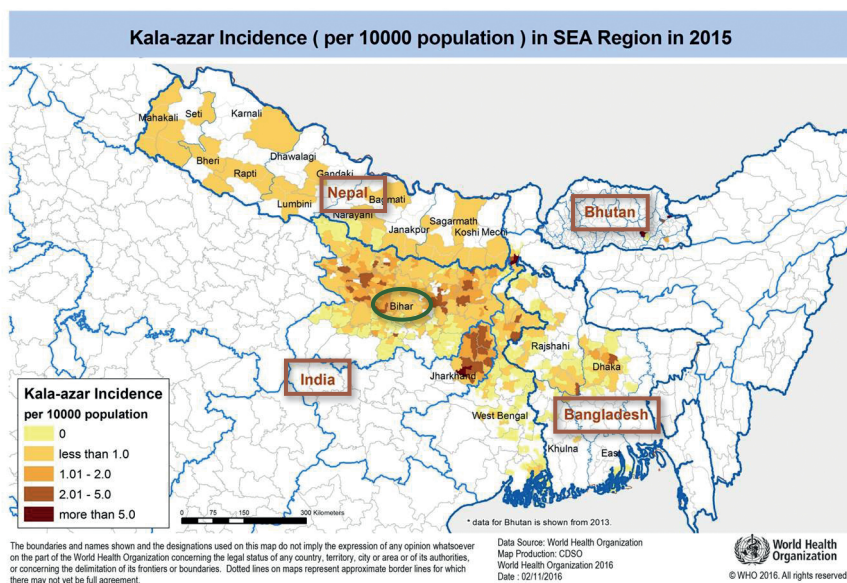 Kala-azar Incidence ( per 10000 population ) in SEA Region in 2015
Mahakali
Seti
Karnali
Bheri
Dhawalagi
Rapti
Gandaki
Lumbini
Nepal
Bagmati
Narayani
Janakpur
Sagarmath
Koshi Mechi
Bhutan
Bihar
Rajshahi
Dhaka
Jharkhand
India
West Bengal
Bangladesh
Khulna
East
Kala-azar Incidence
per 10000 population
0
less than 1.0
1.01 - 2.0
2.01 - 5.0
more than 5.0
0 75 150 300 Kilometers
* data for Bhutan is shown from 2013.
The boundaries and names shown and the designations used on this map do not imply the expression of any opinion whatsoever
on the part of the World Health Organization concerning the legal status of any country, territory, city or area or of its authorities,
or concerning the delimitation of its frontiers or boundaries. Dotted lines on maps represent approximate border lines for which
there may not yet be full agreement.
Data Source: World Health Organization
Map Production: CDSO
World Health Organization 2016
Date : 02/11/2016
World Health
Organization
© WHO 2016. All rights reserved